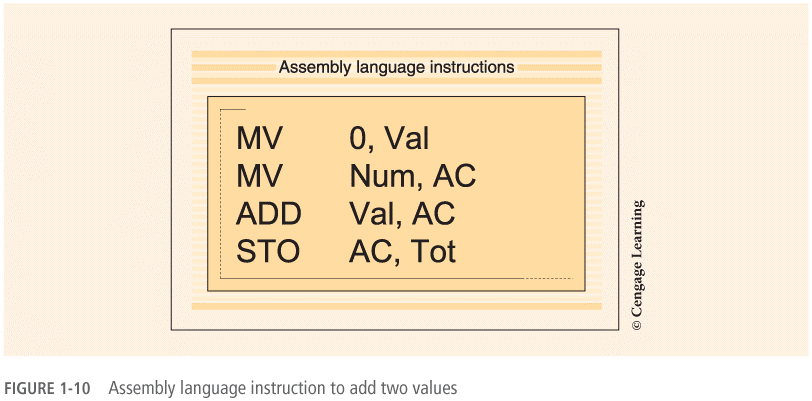 Assembly language instructions
MV 0, Val
MV Num, AC
ADD Val, AC
STO AC, Tot
© Cengage Learning
FIGURE 1-10 Assembly language instruction to add two values